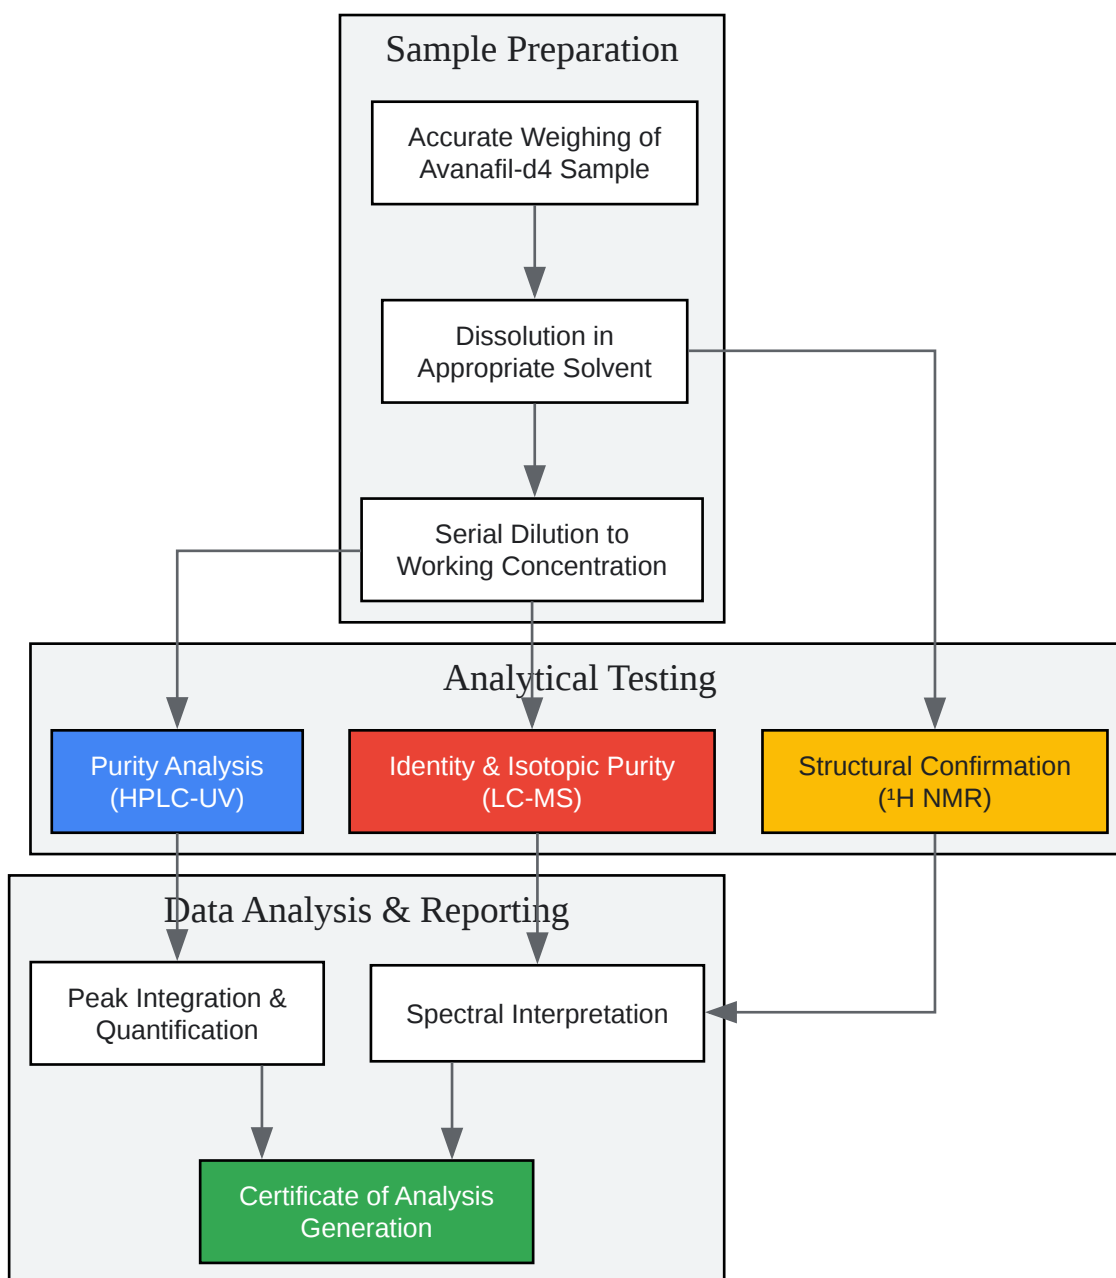 Sample Preparation
Accurate Weighing of
Avanafil-d4 Sample
Dissolution in
Appropriate Solvent
Serial Dilution to
Working Concentration
Analytical Testing
Purity Analysis
(HPLC-UV)
Identity & Isotopic Purity
(LC-MS)
Structural Confirmation
(¹H NMR)
Data Analysis & Reporting
Peak Integration &
Quantification
Spectral Interpretation
Certificate of Analysis
Generation